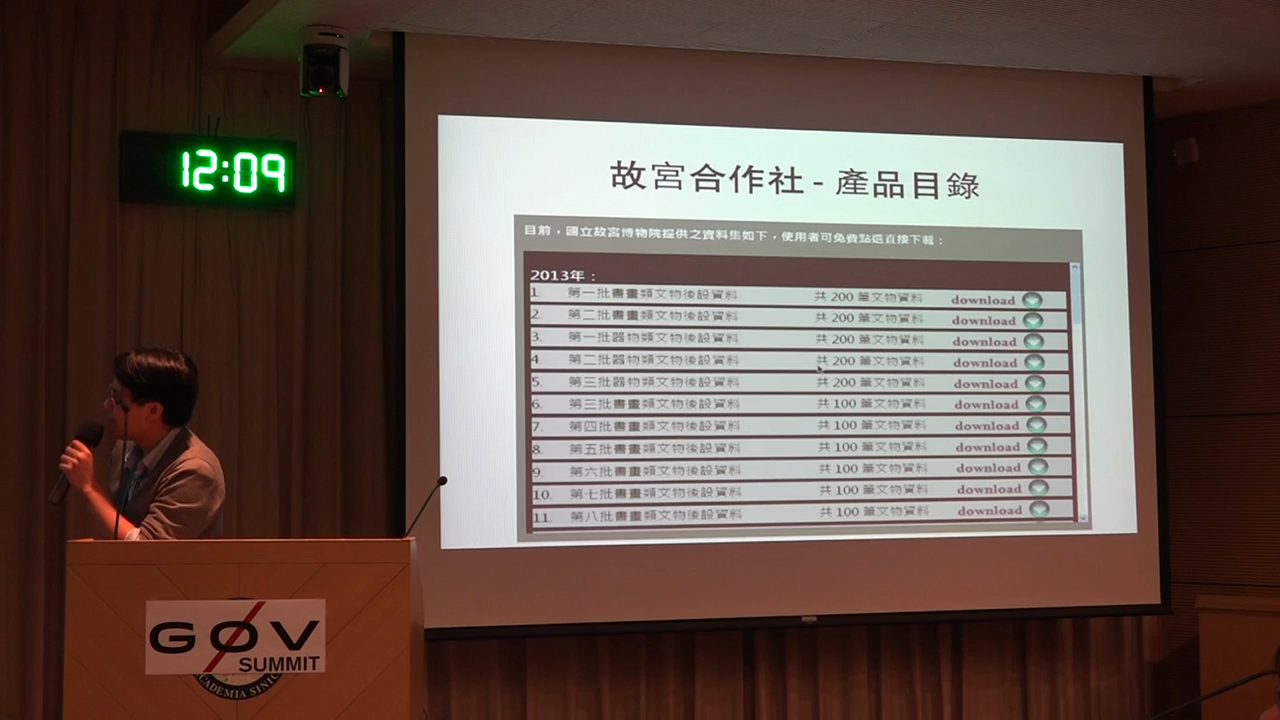 12:09
故宮合作社 - 產品目錄
目前，國立故宮博物院提供之資料集如下，使用者可免費點選直接下載：
2013年：
1. 第一批書畫類文物後設資料 共 200 筆文物資料 download
2. 第二批書畫類文物後設資料 共 200 筆文物資料 download
3. 第一批器物類文物後設資料 共 200 筆文物資料 download
4. 第二批器物類文物後設資料 共 200 筆文物資料 download
5. 第三批器物類文物後設資料 共 200 筆文物資料 download
6. 第三批書畫類文物後設資料 共 100 筆文物資料 download
7. 第四批書畫類文物後設資料 共 100 筆文物資料 download
8. 第五批書畫類文物後設資料 共 100 筆文物資料 download
9. 第六批書畫類文物後設資料 共 100 筆文物資料 download
10. 第七批書畫類文物後設資料 共 100 筆文物資料 download
11. 第八批書畫類文物後設資料 共 100 筆文物資料 download
GØV
SUMMIT